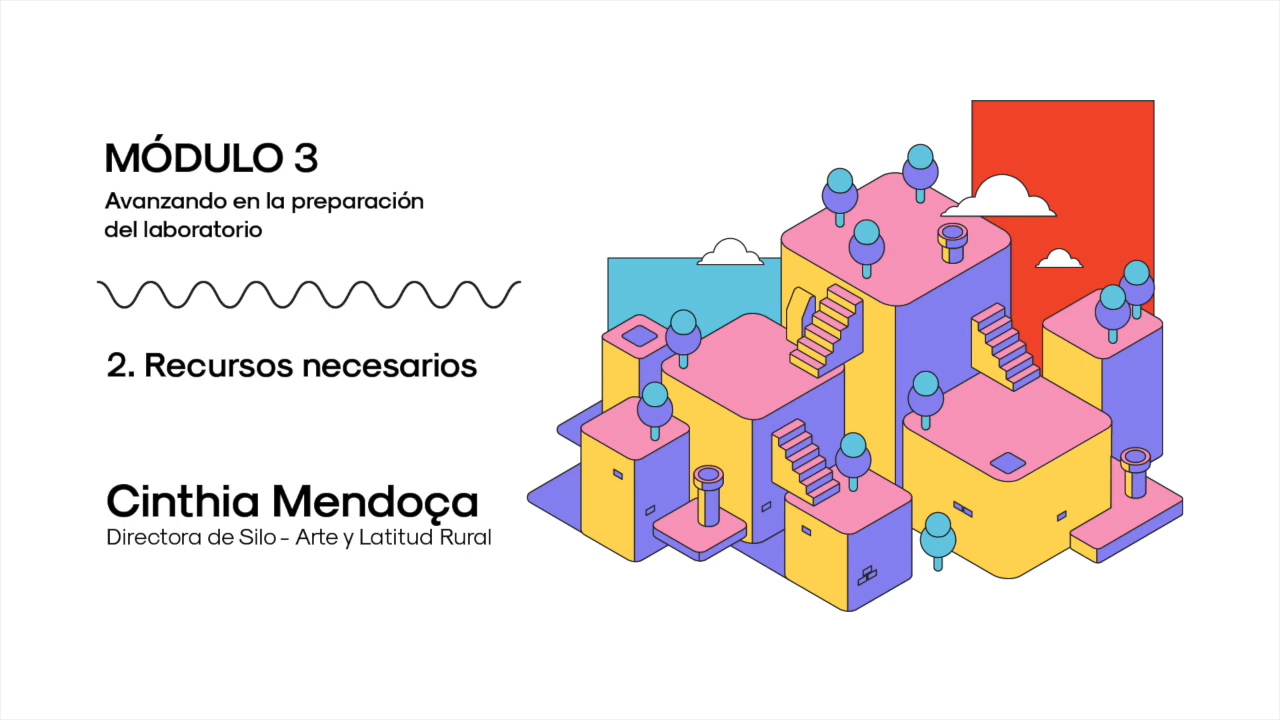 MÓDULO 3
Avanzando en la preparación
del laboratorio
2. Recursos necesarios
Cinthia Mendoça
Directora de Silo - Arte y Latitud Rural